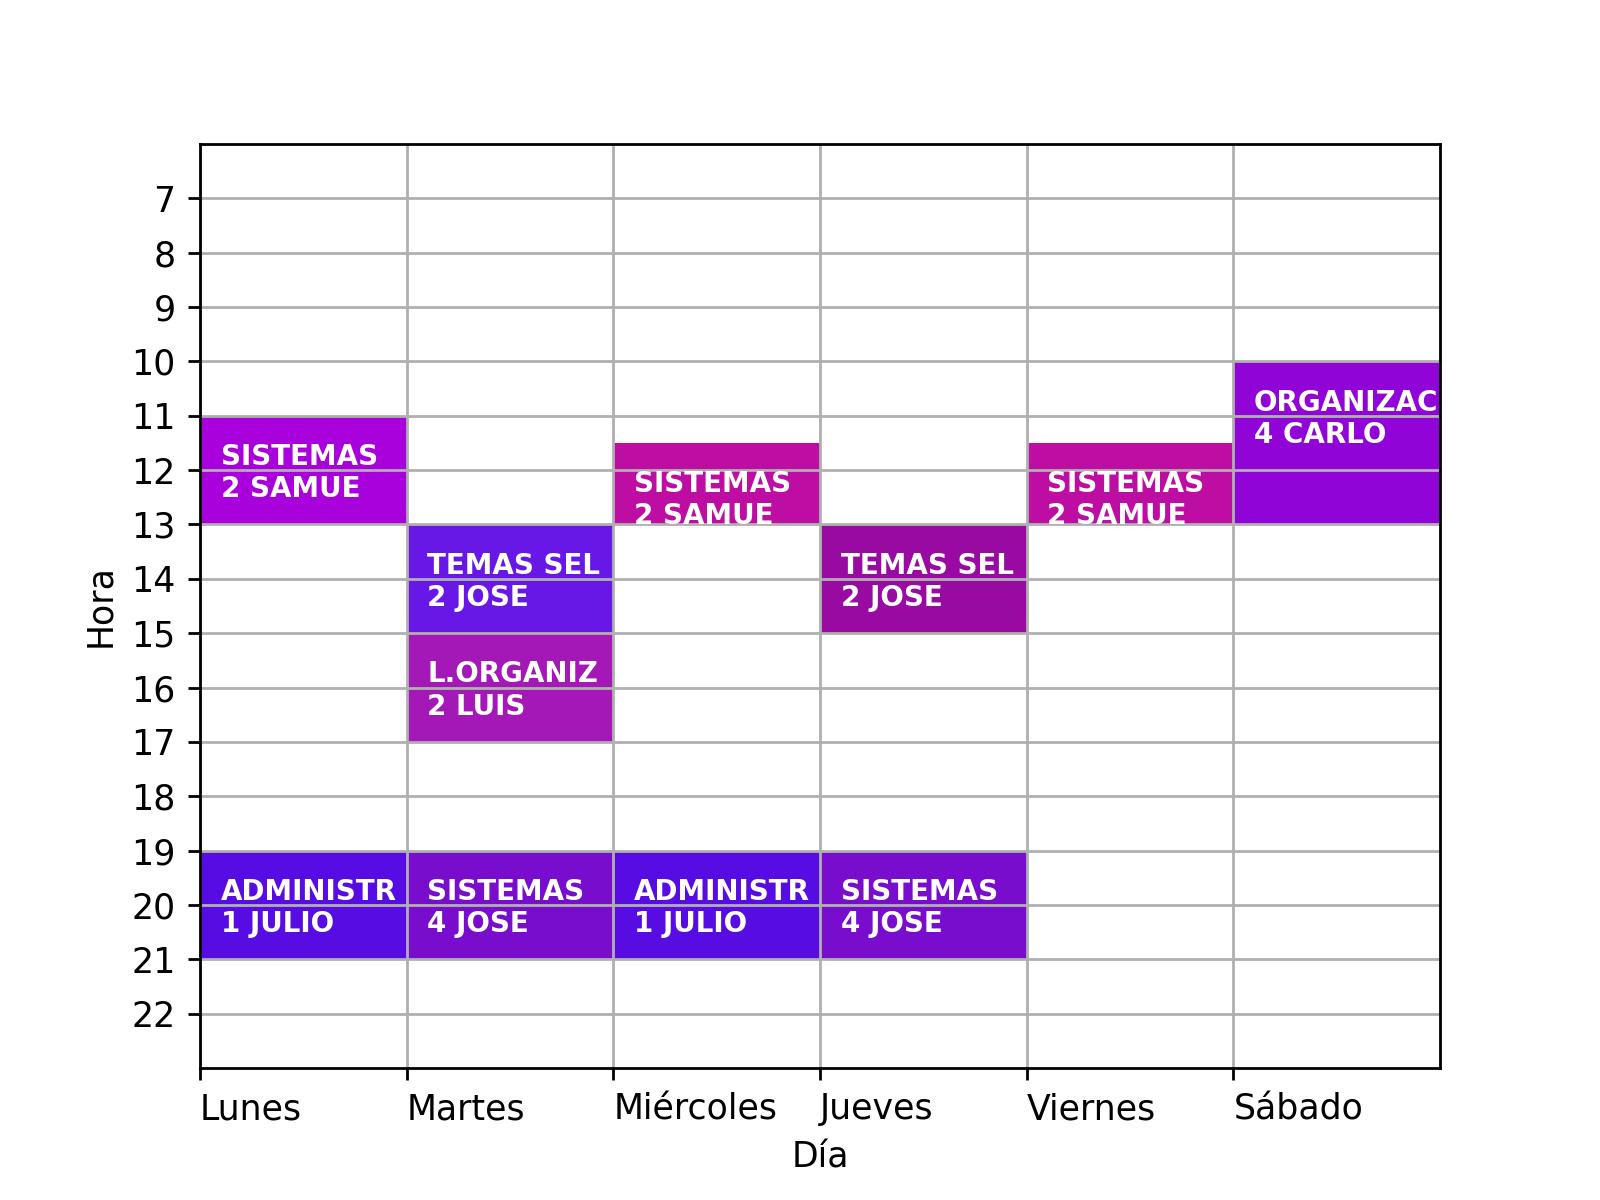 7
8
9
10
11
12
13
14
15
16
17
18
19
20
21
22
Hora
SISTEMAS
2 SAMUE
ADMINISTR
1 JULIO
TEMAS SEL
2 JOSE
L.ORGANIZ
2 LUIS
SISTEMAS
4 JOSE
SISTEMAS
2 SAMUE
ADMINISTR
1 JULIO
TEMAS SEL
2 JOSE
SISTEMAS
4 JOSE
SISTEMAS
2 SAMUE
ORGANIZAC
4 CARLO
Lunes Martes Miércoles Jueves Viernes Sábado
Día